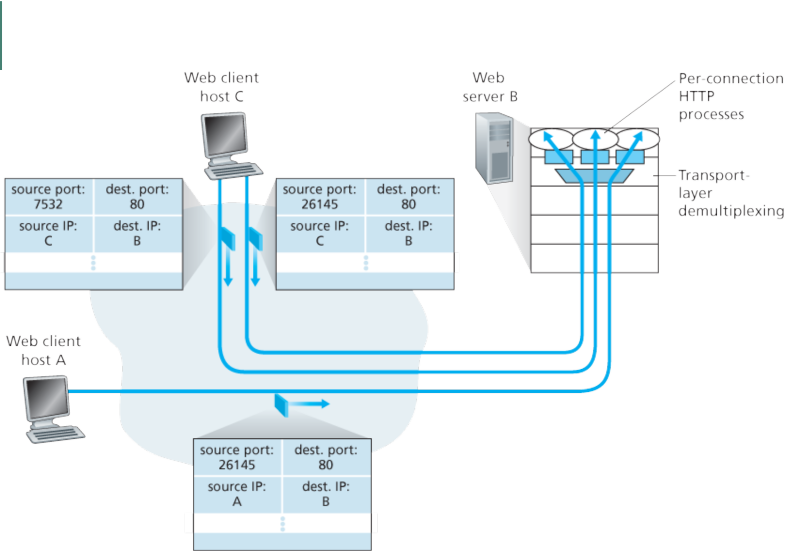 Web client
host C
Web
server B
Per-connection
HTTP
processes
Transport-
layer
demultiplexing
source port:
7532
dest. port:
80
source IP:
C
dest. IP:
B
source port:
26145
dest. port:
80
source IP:
C
dest. IP:
B
Web client
host A
source port:
26145
dest. port:
80
source IP:
A
dest. IP:
B